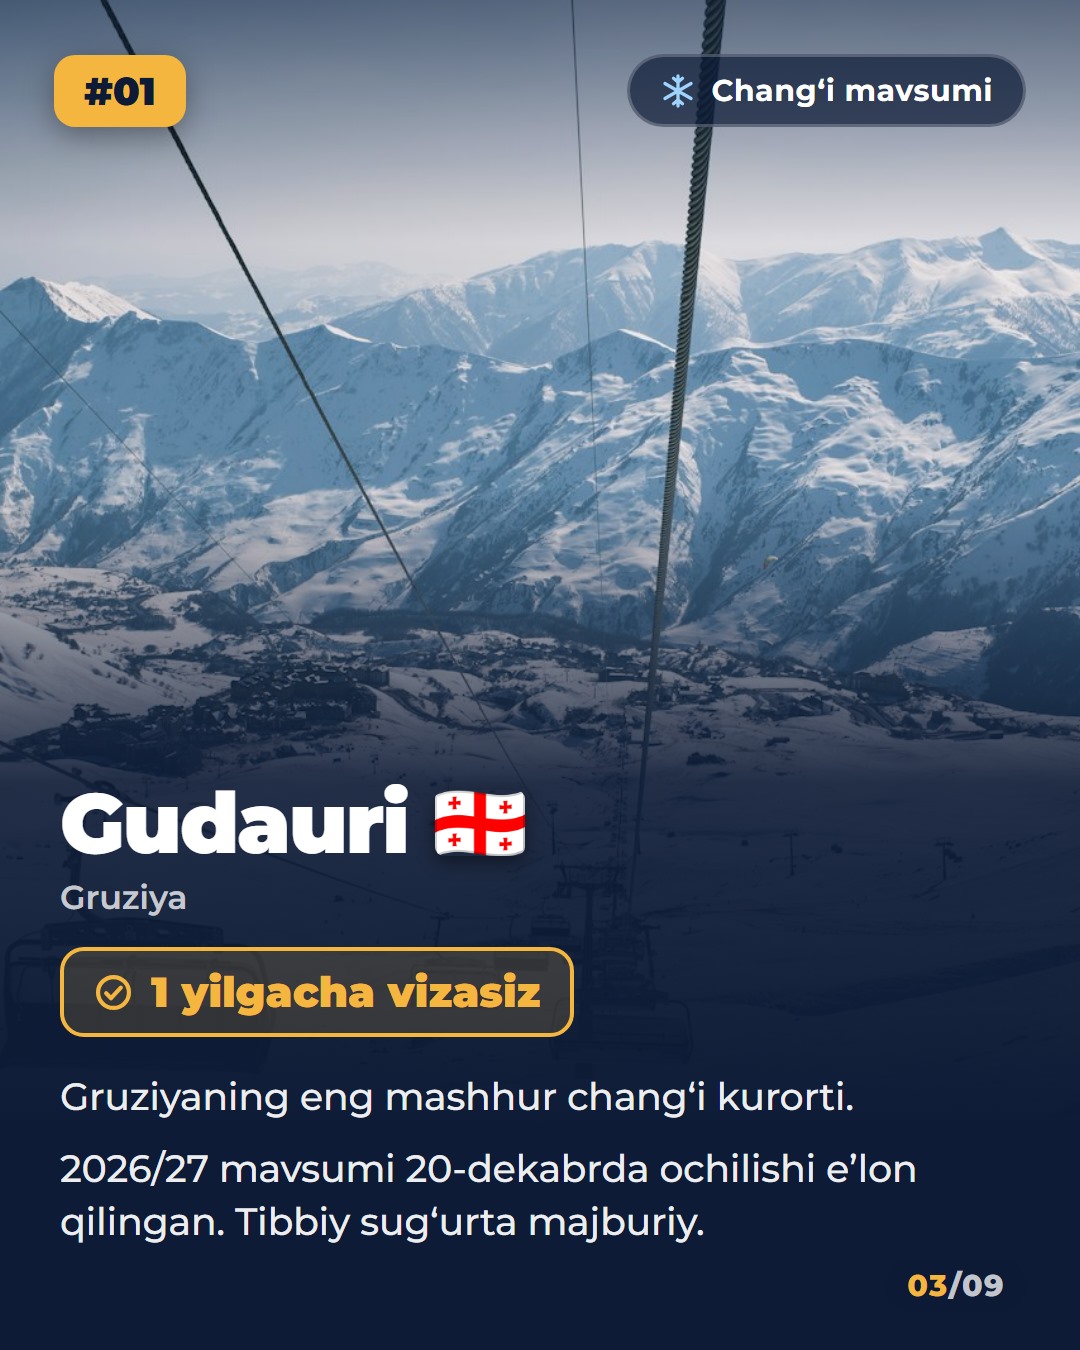 #01
Chang‘i mavsumi
Gudauri
Gruziya
1 yilgacha vizasiz
Gruziyaning eng mashhur chang‘i kurorti.
2026/27 mavsumi 20-dekabrda ochilishi e’lon
qilingan. Tibbiy sug‘urta majburiy.
03/09